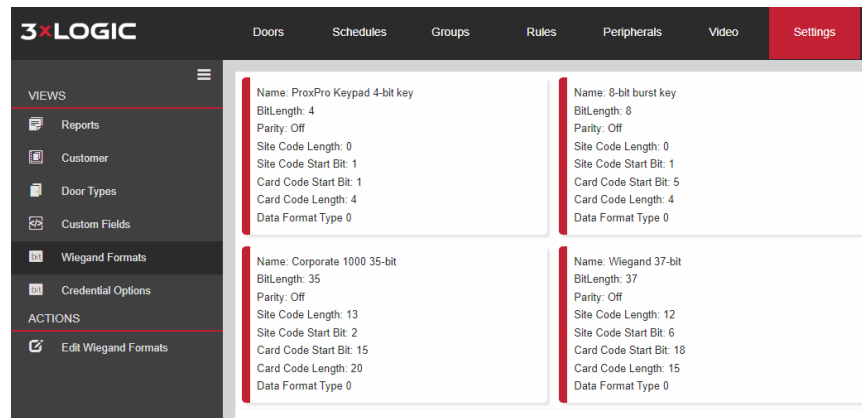 3×LOGIC
Doors Schedules Groups Rules Peripherals Video Settings
VIEWS
Reports
Customer
Door Types
Custom Fields
bit Wiegand Formats
bit Credential Options
ACTIONS
Edit Wiegand Formats
Name: ProxPro Keypad 4-bit key
BitLength: 4
Parity: Off
Site Code Length: 0
Site Code Start Bit: 1
Card Code Start Bit: 1
Card Code Length: 4
Data Format Type 0
Name: 8-bit burst key
BitLength: 8
Parity: Off
Site Code Length: 0
Site Code Start Bit: 1
Card Code Start Bit: 5
Card Code Length: 4
Data Format Type 0
Name: Corporate 1000 35-bit
BitLength: 35
Parity: Off
Site Code Length: 13
Site Code Start Bit: 2
Card Code Start Bit: 15
Card Code Length: 20
Data Format Type 0
Name: Wiegand 37-bit
BitLength: 37
Parity: Off
Site Code Length: 12
Site Code Start Bit: 6
Card Code Start Bit: 18
Card Code Length: 15
Data Format Type 0